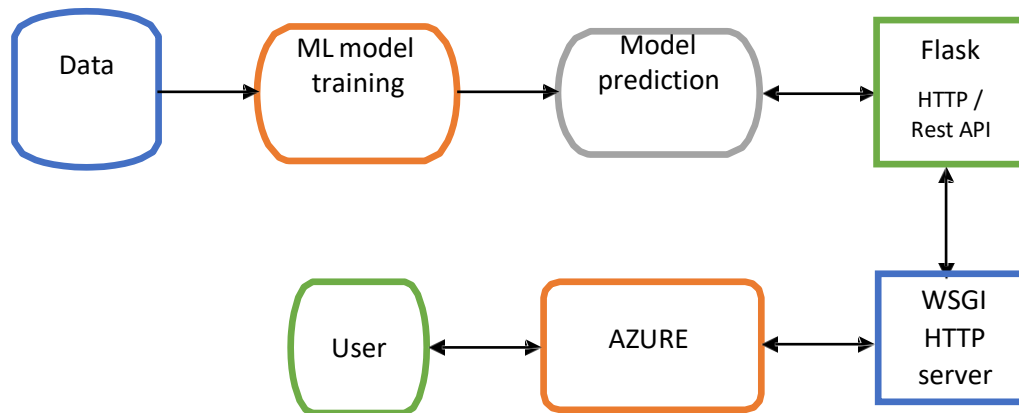 Data
ML model
training
Model
prediction
Flask
HTTP /
Rest API
User
AZURE
WSGI
HTTP
server